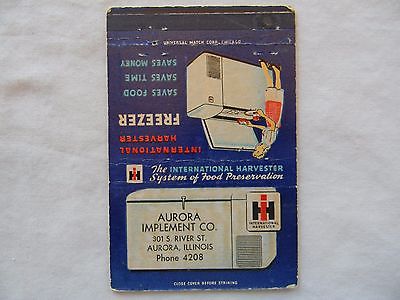 UNIVERSAL MATCH CORP., CHICAGO
INTERNATIONAL
HARVESTER
FREEZER
SAVES FOOD
SAVES TIME
SAVES MONEY
IH
The INTERNATIONAL HARVESTER
System of Food Preservation
AURORA
IMPLEMENT CO.
301 S. RIVER ST.
AURORA, ILLINOIS
Phone 4208
IH
INTERNATIONAL
HARVESTER
CLOSE COVER BEFORE STRIKING